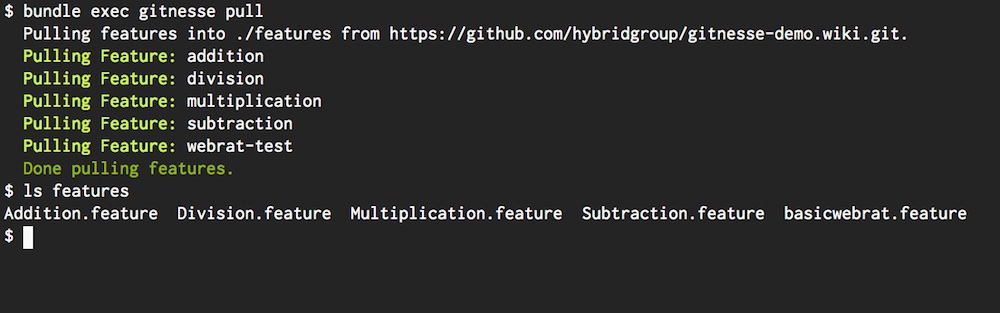 $ bundle exec gitnesse pull
Pulling features into ./features from https://github.com/hybridgroup/gitnesse-demo.wiki.git.
Pulling Feature: addition
Pulling Feature: division
Pulling Feature: multiplication
Pulling Feature: subtraction
Pulling Feature: webrat-test
Done pulling features.
$ ls features
Addition.feature  Division.feature  Multiplication.feature  Subtraction.feature  basicwebrat.feature
$